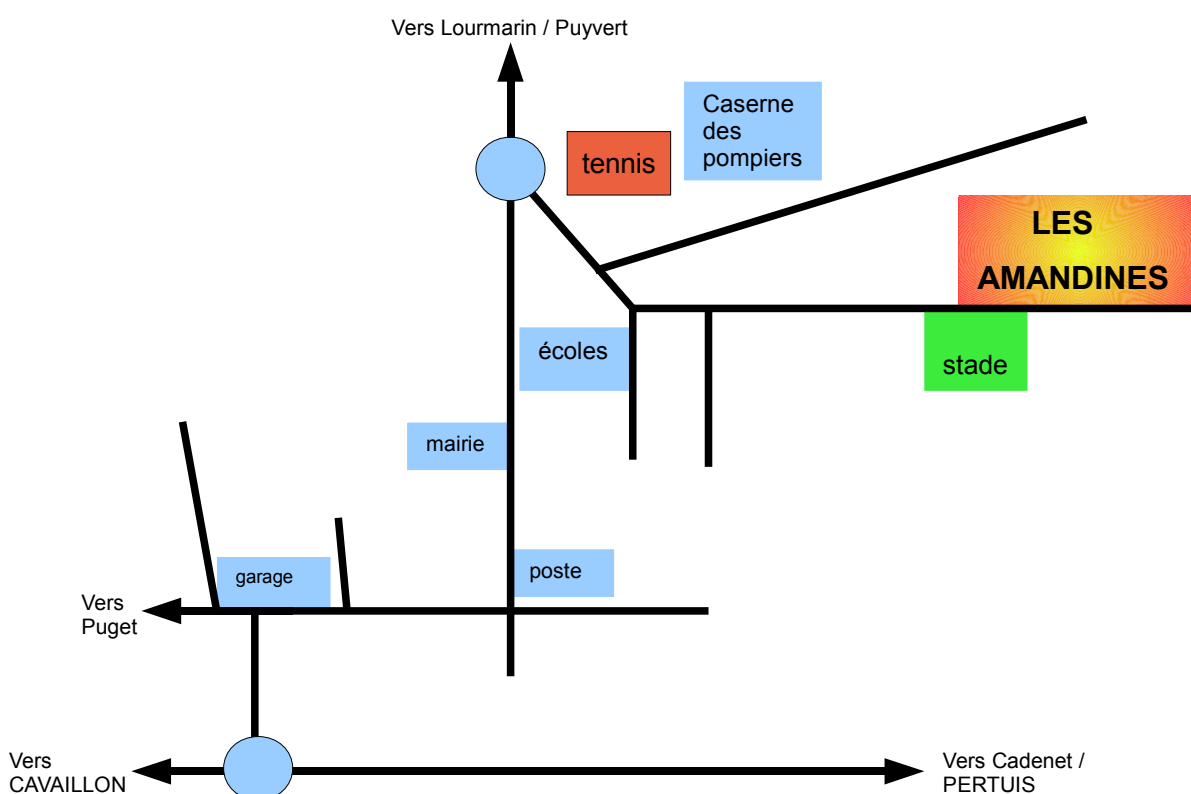 Vers Lourmarin / Puyvert
Caserne
des
pompiers
tennis
LES
AMANDINES
écoles
stade
mairie
poste
garage
Vers
Puget
Vers
CAVAILLON
Vers Cadenet /
PERTUIS